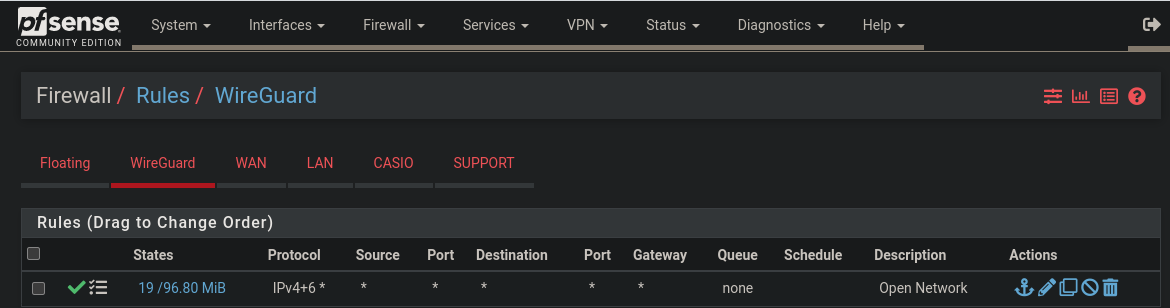 pfsense.
COMMUNITY EDITION
System Interfaces Firewall Services VPN Status Diagnostics Help
Firewall / Rules / WireGuard
Floating WireGuard WAN LAN CASIO SUPPORT
Rules (Drag to Change Order)
States Protocol Source Port Destination Port Gateway Queue Schedule Description Actions
19 /96.80 MiB IPv4+6 * * * * * * none Open Network